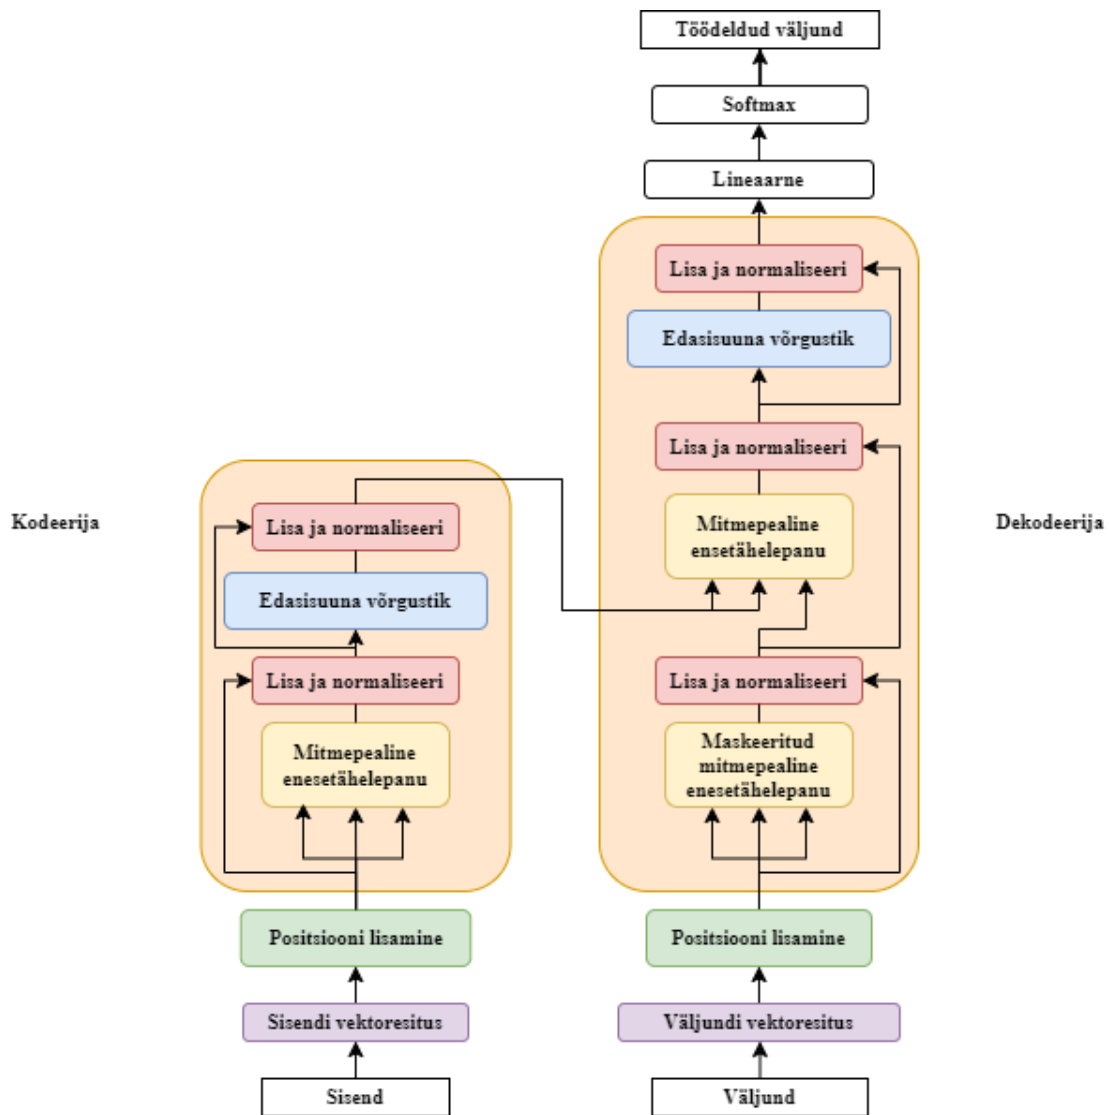 Töödeldud väljund
Softmax
Lineaarne
Lisa ja normaliseeri
Edasisuuna võrgustik
Lisa ja normaliseeri
Mitmepealine
ensetähelepanu
Lisa ja normaliseeri
Maskeeritud
mitmepealine
enesetähelepanu
Dekodeerija
Kodeerija
Lisa ja normaliseeri
Edasisuuna võrgustik
Lisa ja normaliseeri
Mitmepealine
enesetähelepanu
Positsiooni lisamine
Sisendi vektoresitus
Sisend
Positsiooni lisamine
Väljundi vektoresitus
Väljund